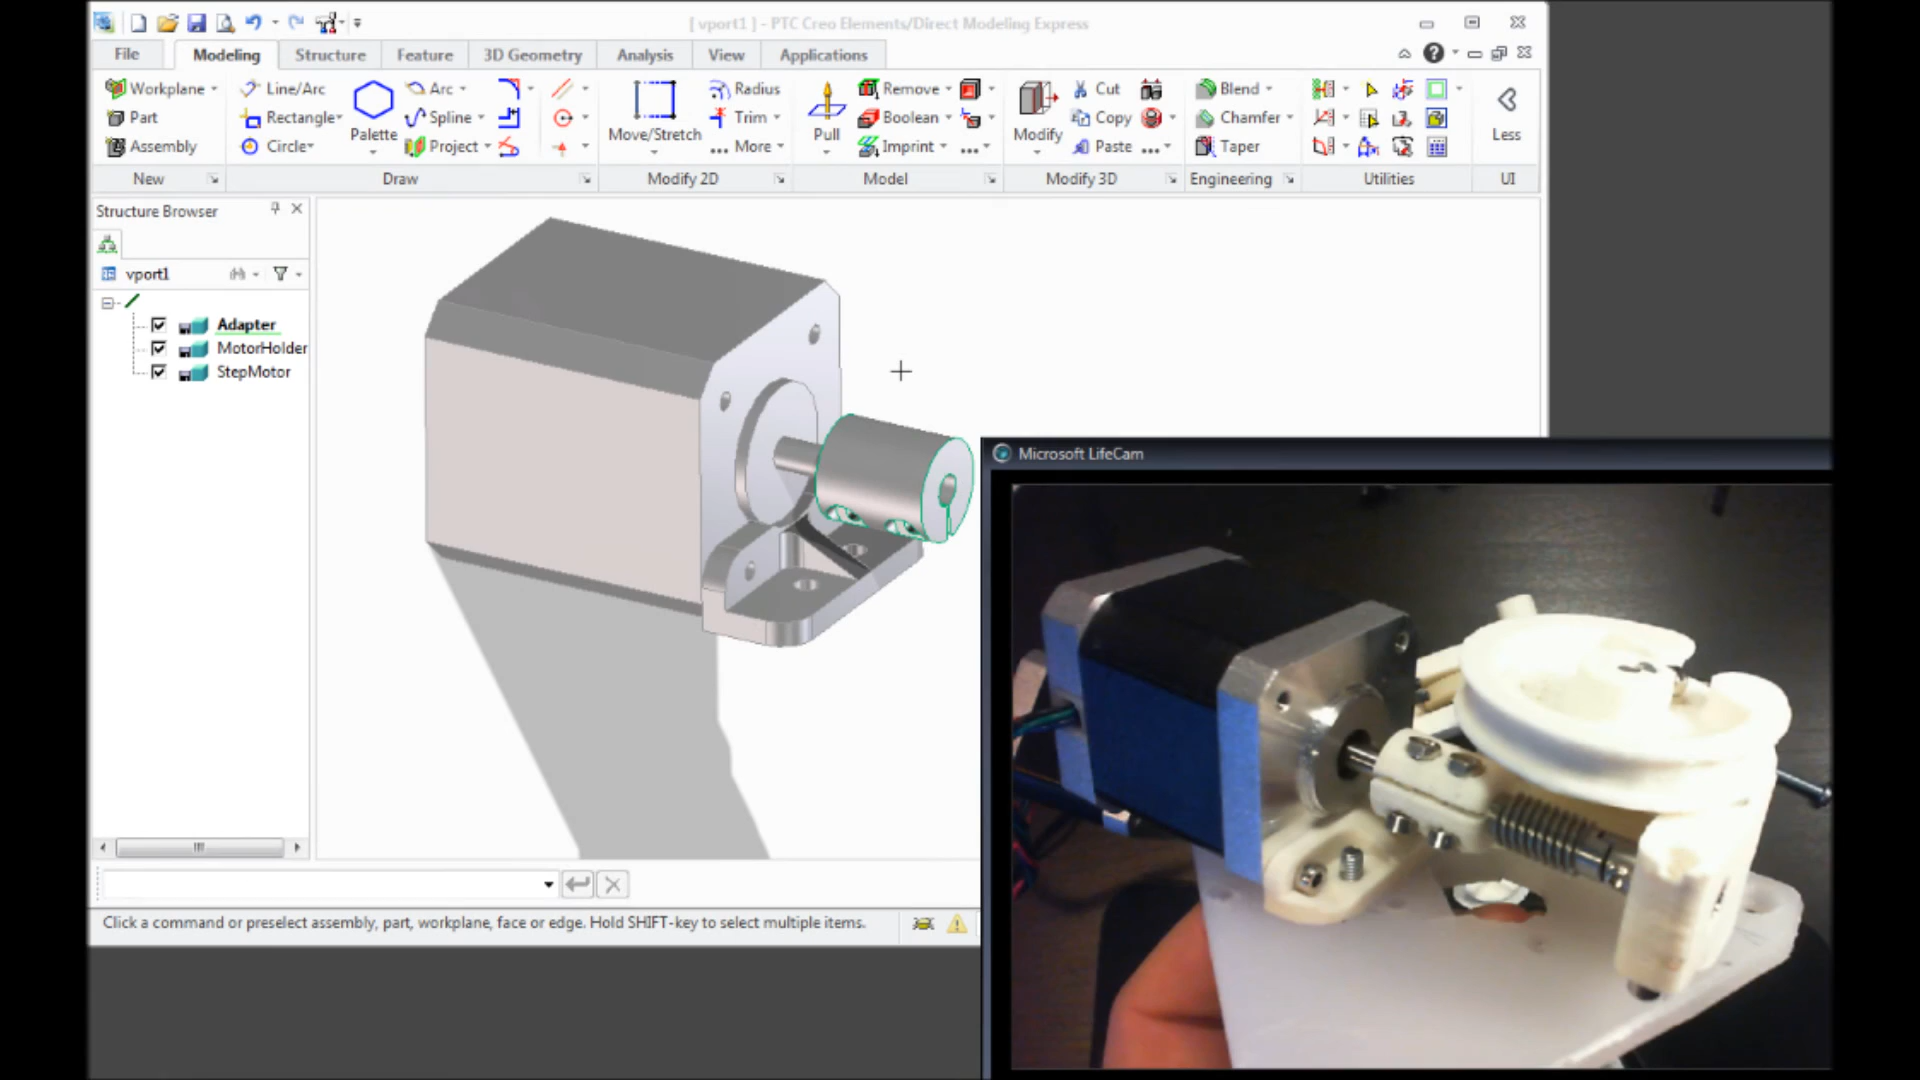 [ vport1 ] - PTC Creo Elements/Direct Modeling Express
File Modeling Structure Feature 3D Geometry Analysis View Applications
Workplane Line/Arc Arc Radius Remove Cut Blend
Part Rectangle Palette Spline Move/Stretch Trim Pull Boolean Modify Copy Chamfer Less
Assembly Circle Project ... More Imprint ... Paste ... Taper
New Draw Modify 2D Model Modify 3D Engineering Utilities UI
Structure Browser
vport1
Adapter
MotorHolder
StepMotor
Microsoft LifeCam
Click a command or preselect assembly, part, workplane, face or edge. Hold SHIFT-key to select multiple items.